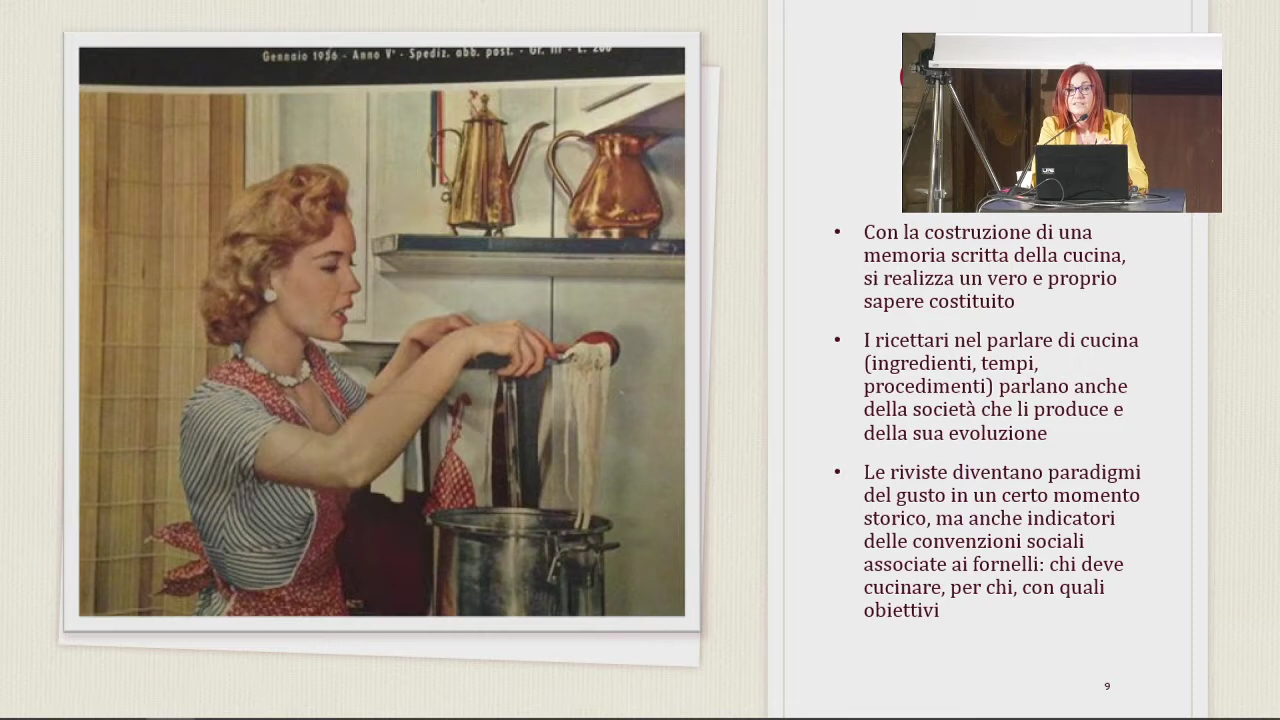 Gennaio 1956 - Anno V° - Spediz. abb. post. - Gr. III - L. 200
• Con la costruzione di una
memoria scritta della cucina,
si realizza un vero e proprio
sapere costituito
• I ricettari nel parlare di cucina
(ingredienti, tempi,
procedimenti) parlano anche
della società che li produce e
della sua evoluzione
• Le riviste diventano paradigmi
del gusto in un certo momento
storico, ma anche indicatori
delle convenzioni sociali
associate ai fornelli: chi deve
cucinare, per chi, con quali
obiettivi
9